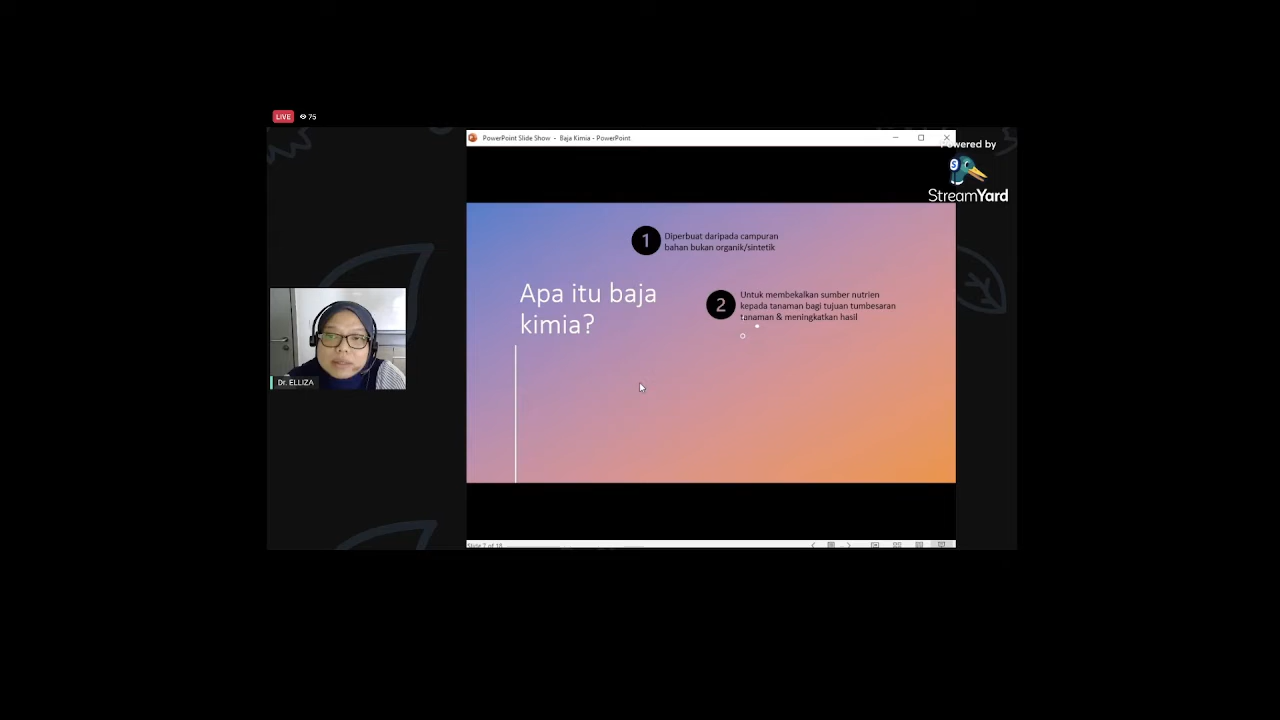 LIVE 75
PowerPoint Slide Show - Baja Kimia - PowerPoint
Powered by
StreamYard
1 Diperbuat daripada campuran
bahan bukan organik/sintetik
Apa itu baja
kimia?
2 Untuk membekalkan sumber nutrien
kepada tanaman bagi tujuan tumbesaran
tanaman & meningkatkan hasil
Dr. ELLIZA